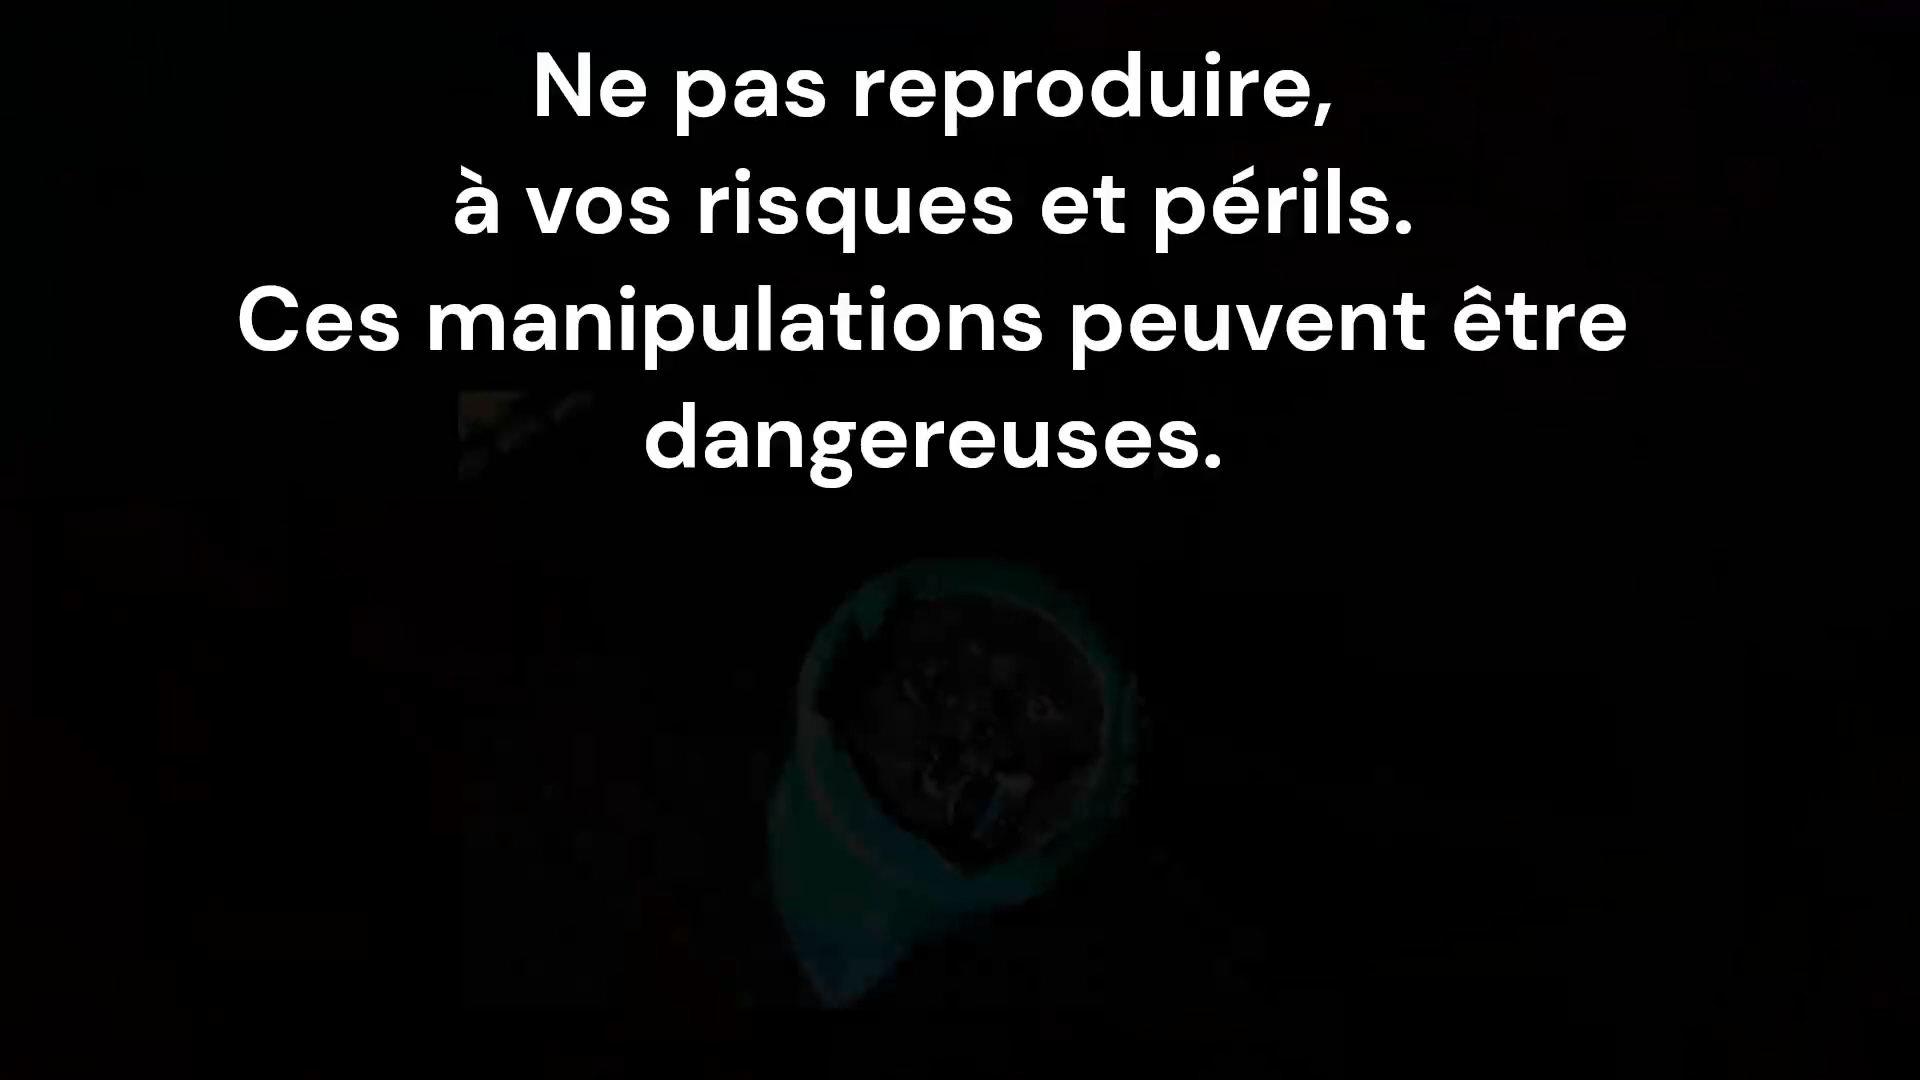 Ne pas reproduire,
à vos risques et périls.
Ces manipulations peuvent être
dangereuses.